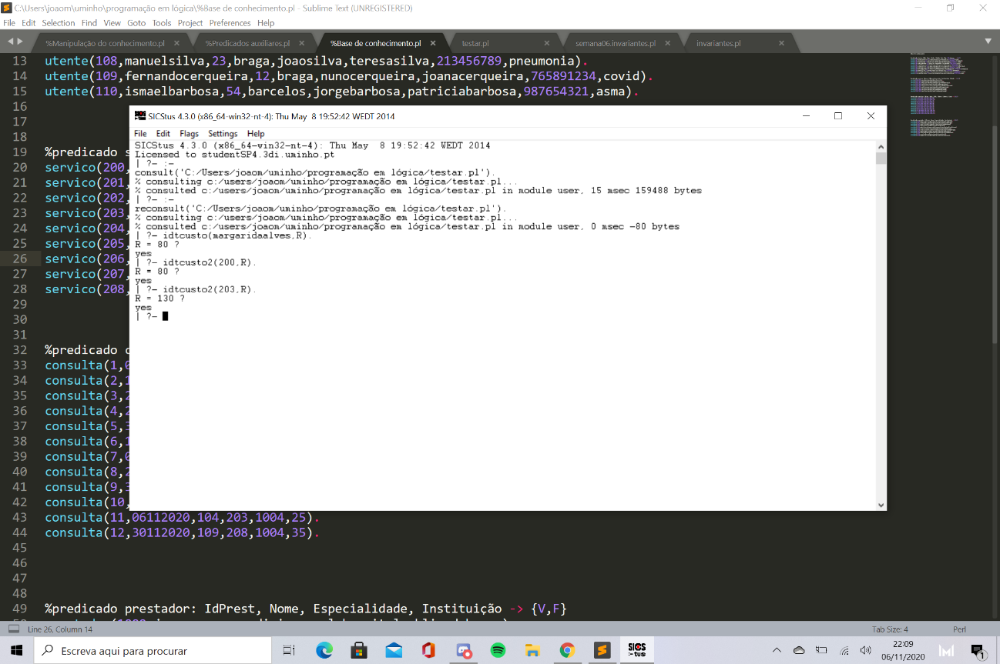 C:\Users\joaom\uminho\programação em lógica\%Base de conhecimento.pl - Sublime Text (UNREGISTERED)
File Edit Selection Find View Goto Tools Project Preferences Help
%Manipulação do conhecimento.pl × %Predicados auxiliares.pl × %Base de conhecimento.pl × testar.pl × semana06.invariantes.pl × invariantes.pl ×
13 utente(108,manuelsilva,23,braga,joaosilva,teresasilva,213456789,pneumonia).
14 utente(109,fernandocerqueira,12,braga,nunocerqueira,joanacerqueira,765891234,covid).
15 utente(110,ismaelbarbosa,54,barcelos,jorgebarbosa,patriciabarbosa,987654321,asma).
16
17
18
19 %predicado s
20 servico(200,
21 servico(201,
22 servico(202,
23 servico(203,
24 servico(204,
25 servico(205,
26 servico(206,
27 servico(207,
28 servico(208,
29
30
31
32 %predicado c
33 consulta(1,0
34 consulta(2,1
35 consulta(3,2
36 consulta(4,2
37 consulta(5,3
38 consulta(6,1
39 consulta(7,0
40 consulta(8,2
41 consulta(9,3
42 consulta(10,
43 consulta(11,06112020,104,203,1004,25).
44 consulta(12,30112020,109,208,1004,35).
45
46
47
48
49 %predicado prestador: IdPrest, Nome, Especialidade, Instituição -> {V,F}
SICStus 4.3.0 (x86_64-win32-nt-4): Thu May 8 19:52:42 WEDT 2014
File Edit Flags Settings Help
SICStus 4.3.0 (x86_64-win32-nt-4): Thu May 8 19:52:42 WEDT 2014
Licensed to studentSP4.3di.uminho.pt
| ?- :-
consult('C:/Users/joaom/uminho/programação em lógica/testar.pl').
% consulting c:/users/joaom/uminho/programação em lógica/testar.pl...
% consulted c:/users/joaom/uminho/programação em lógica/testar.pl in module user, 15 msec 159488 bytes
| ?- :-
reconsult('C:/Users/joaom/uminho/programação em lógica/testar.pl').
% consulting c:/users/joaom/uminho/programação em lógica/testar.pl...
% consulted c:/users/joaom/uminho/programação em lógica/testar.pl in module user, 0 msec -80 bytes
| ?- idtcusto(margaridaalves,R).
R = 80 ?
yes
| ?- idtcusto2(200,R).
R = 80 ?
yes
| ?- idtcusto2(203,R).
R = 130 ?
yes
| ?-
Line 26, Column 14
Tab Size: 4
Perl
Escreva aqui para procurar
SICS
:-tus
22:09
06/11/2020
1